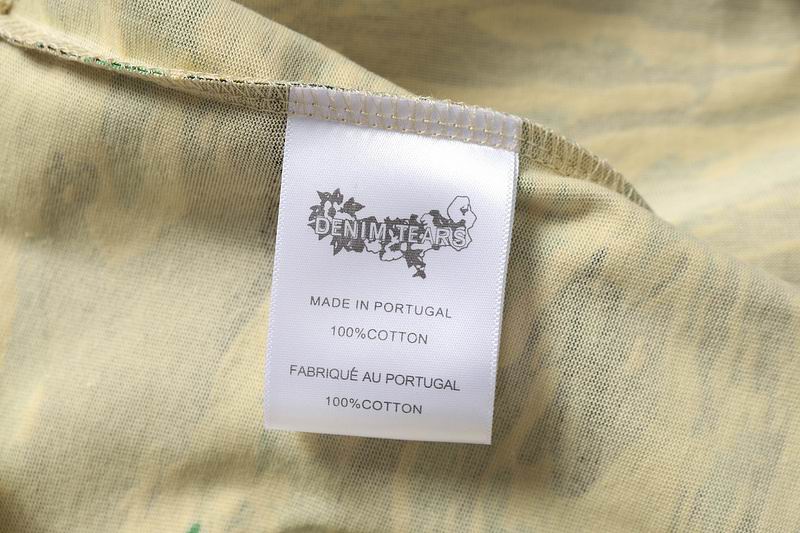 DENIM TEARS
MADE IN PORTUGAL
100%COTTON
FABRIQUÉ AU PORTUGAL
100%COTTON